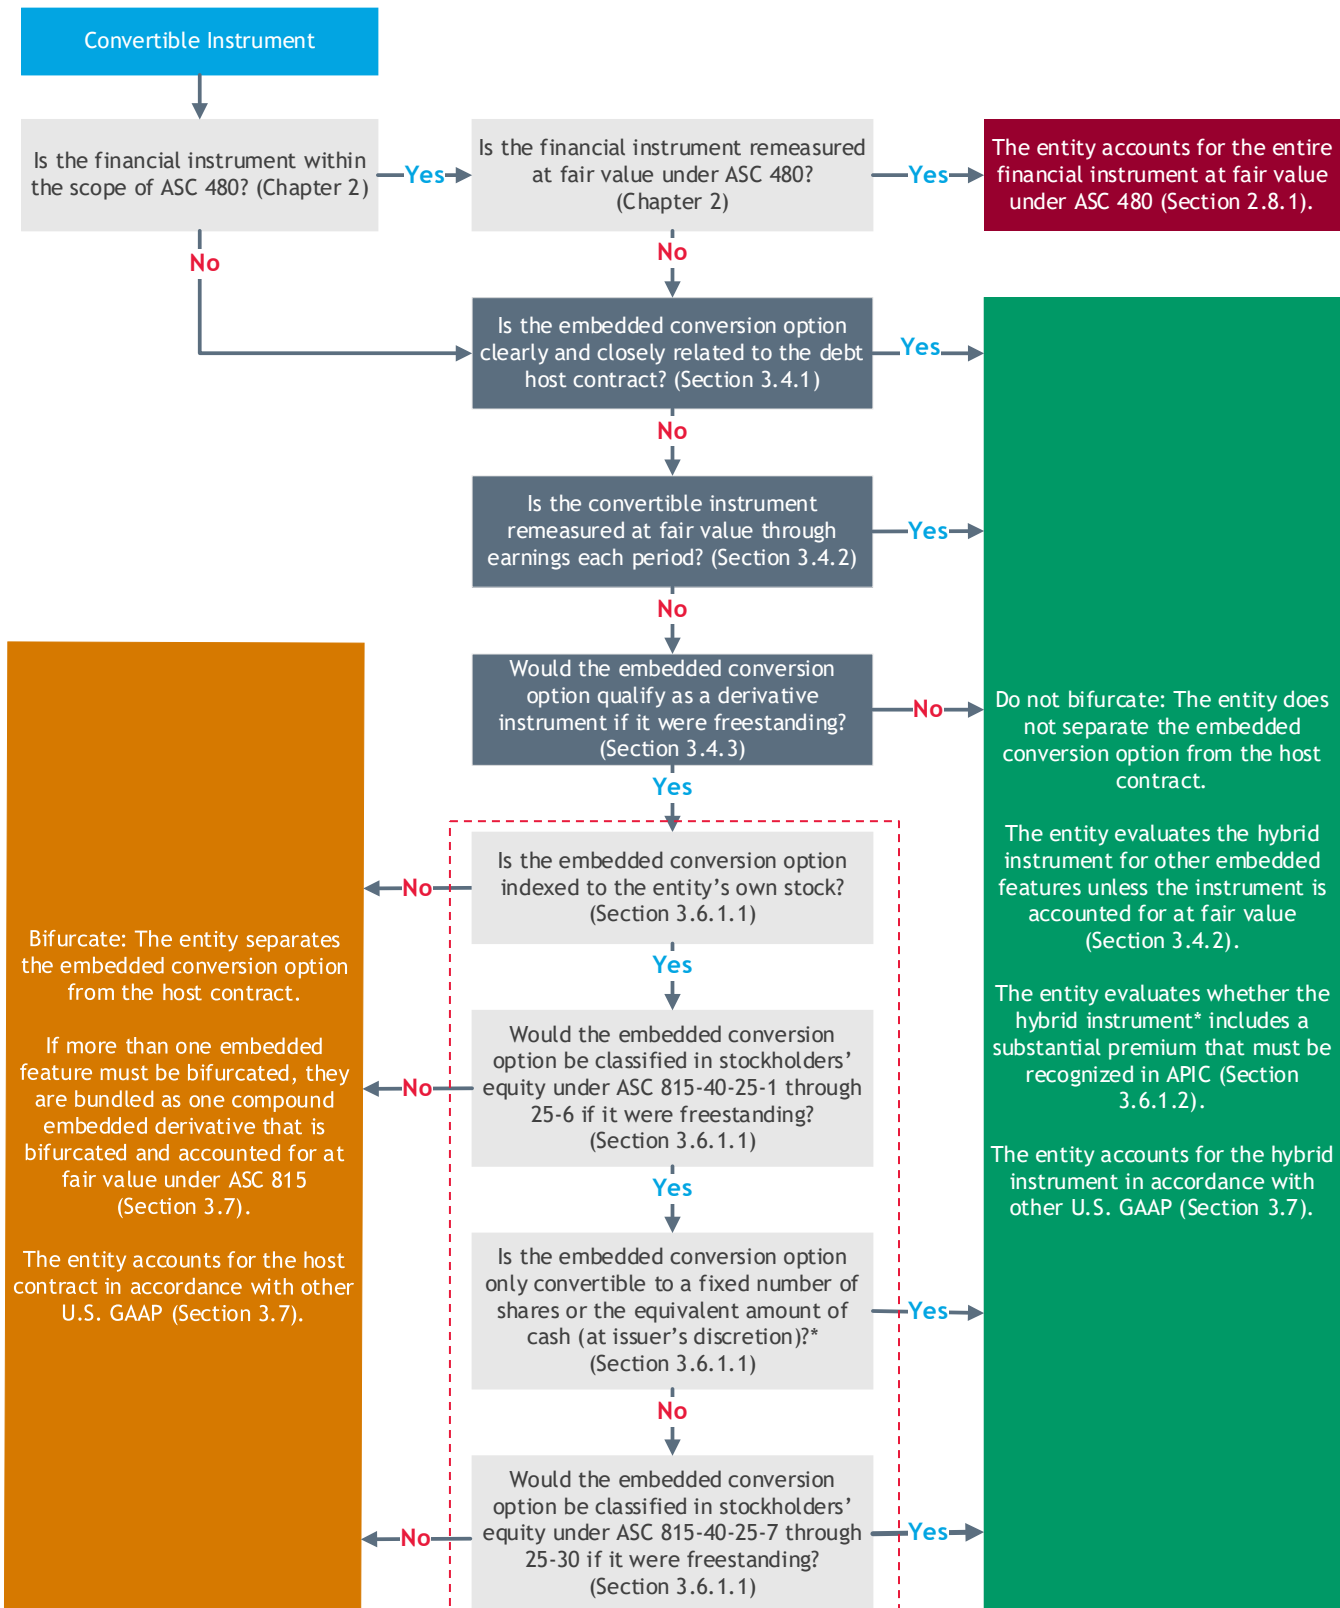 Convertible Instrument
Is the financial instrument within
the scope of ASC 480? (Chapter 2)
Yes
Is the financial instrument remeasured
at fair value under ASC 480?
(Chapter 2)
Yes
The entity accounts for the entire
financial instrument at fair value
under ASC 480 (Section 2.8.1).
No
No
Is the embedded conversion option
clearly and closely related to the debt
host contract? (Section 3.4.1)
Yes
No
Is the convertible instrument
remeasured at fair value through
earnings each period? (Section 3.4.2)
Yes
No
Would the embedded conversion
option qualify as a derivative
instrument if it were freestanding?
(Section 3.4.3)
No
Yes
Is the embedded conversion option
indexed to the entity’s own stock?
(Section 3.6.1.1)
No
Yes
Would the embedded conversion
option be classified in stockholders’
equity under ASC 815-40-25-1 through
25-6 if it were freestanding?
(Section 3.6.1.1)
No
Yes
Is the embedded conversion option
only convertible to a fixed number of
shares or the equivalent amount of
cash (at issuer’s discretion)?*
(Section 3.6.1.1)
Yes
No
Would the embedded conversion
option be classified in stockholders’
equity under ASC 815-40-25-7 through
25-30 if it were freestanding?
(Section 3.6.1.1)
No
Yes
Bifurcate: The entity separates
the embedded conversion option
from the host contract.
If more than one embedded
feature must be bifurcated, they
are bundled as one compound
embedded derivative that is
bifurcated and accounted for at
fair value under ASC 815
(Section 3.7).
The entity accounts for the host
contract in accordance with other
U.S. GAAP (Section 3.7).
Do not bifurcate: The entity does
not separate the embedded
conversion option from the host
contract.
The entity evaluates the hybrid
instrument for other embedded
features unless the instrument is
accounted for at fair value
(Section 3.4.2).
The entity evaluates whether the
hybrid instrument* includes a
substantial premium that must be
recognized in APIC (Section
3.6.1.2).
The entity accounts for the hybrid
instrument in accordance with
other U.S. GAAP (Section 3.7).